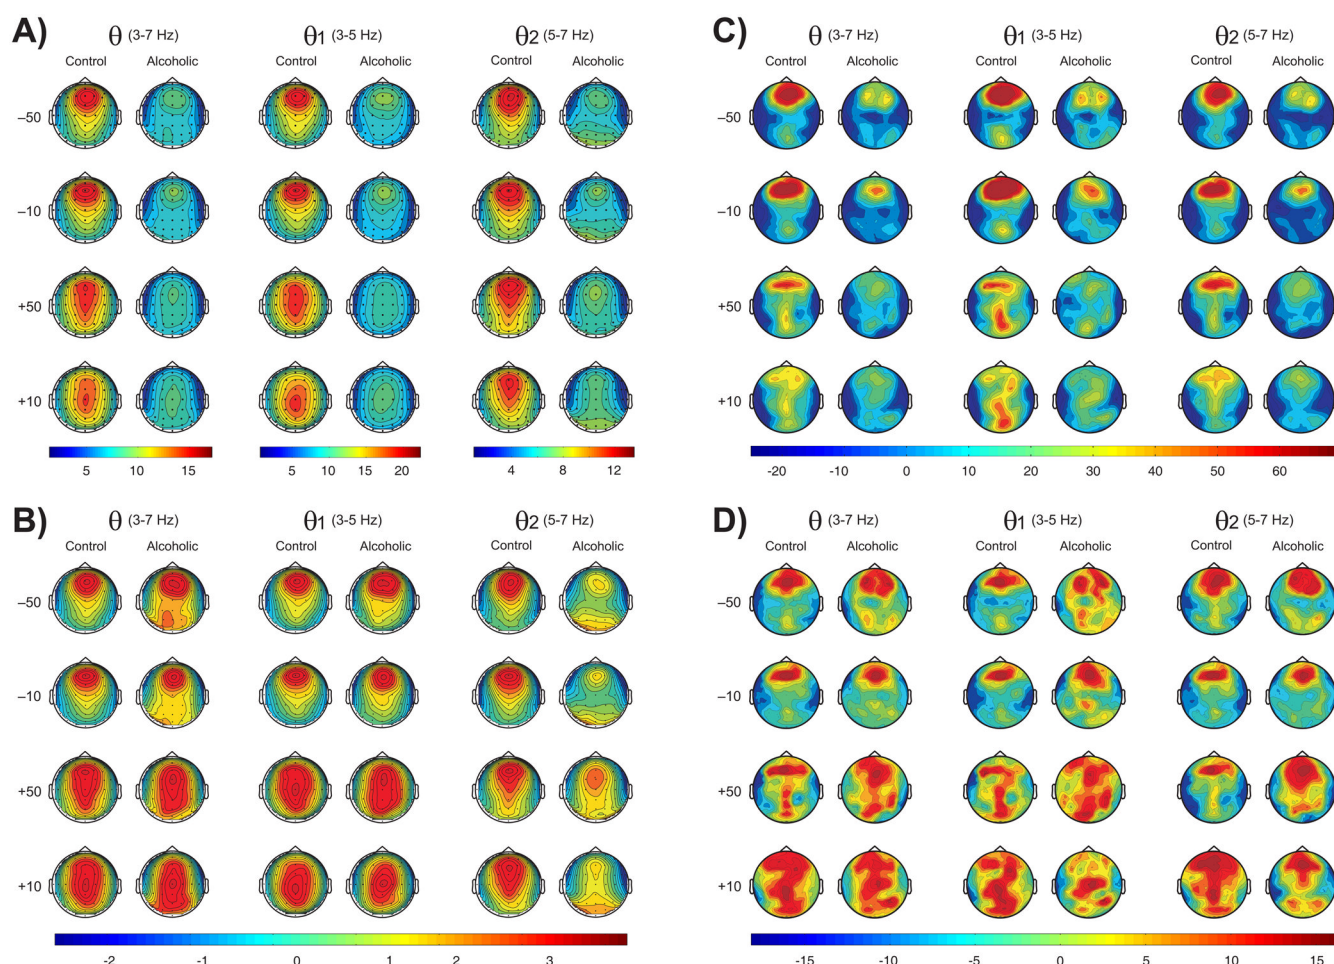 A) θ (3-7 Hz) θ1 (3-5 Hz) θ2 (5-7 Hz)
Control Alcoholic Control Alcoholic Control Alcoholic
–50
–10
+50
+10
5 10 15 5 10 15 20 4 8 12
C) θ (3-7 Hz) θ1 (3-5 Hz) θ2 (5-7 Hz)
Control Alcoholic Control Alcoholic Control Alcoholic
–50
–10
+50
+10
-20 -10 0 10 20 30 40 50 60
B) θ (3-7 Hz) θ1 (3-5 Hz) θ2 (5-7 Hz)
Control Alcoholic Control Alcoholic Control Alcoholic
–50
–10
+50
+10
-2 -1 0 1 2 3
D) θ (3-7 Hz) θ1 (3-5 Hz) θ2 (5-7 Hz)
Control Alcoholic Control Alcoholic Control Alcoholic
–50
–10
+50
+10
-15 -10 -5 0 5 10 15